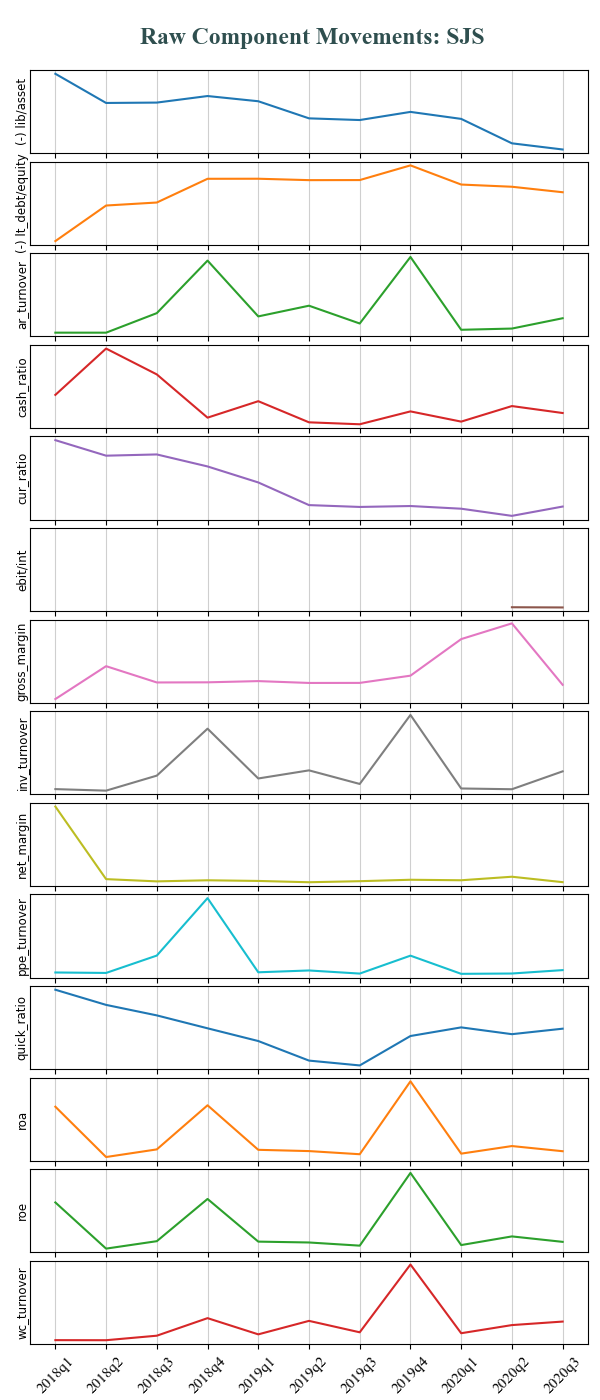 Raw Component Movements: SJS
(-) lib/asset
(-) lt_debt/equity
ar_turnover
cash_ratio
cur_ratio
ebit/int
gross_margin
inv_turnover
net_margin
ppe_turnover
quick_ratio
roa
roe
wc_turnover
2018q1
2018q2
2018q3
2018q4
2019q1
2019q2
2019q3
2019q4
2020q1
2020q2
2020q3